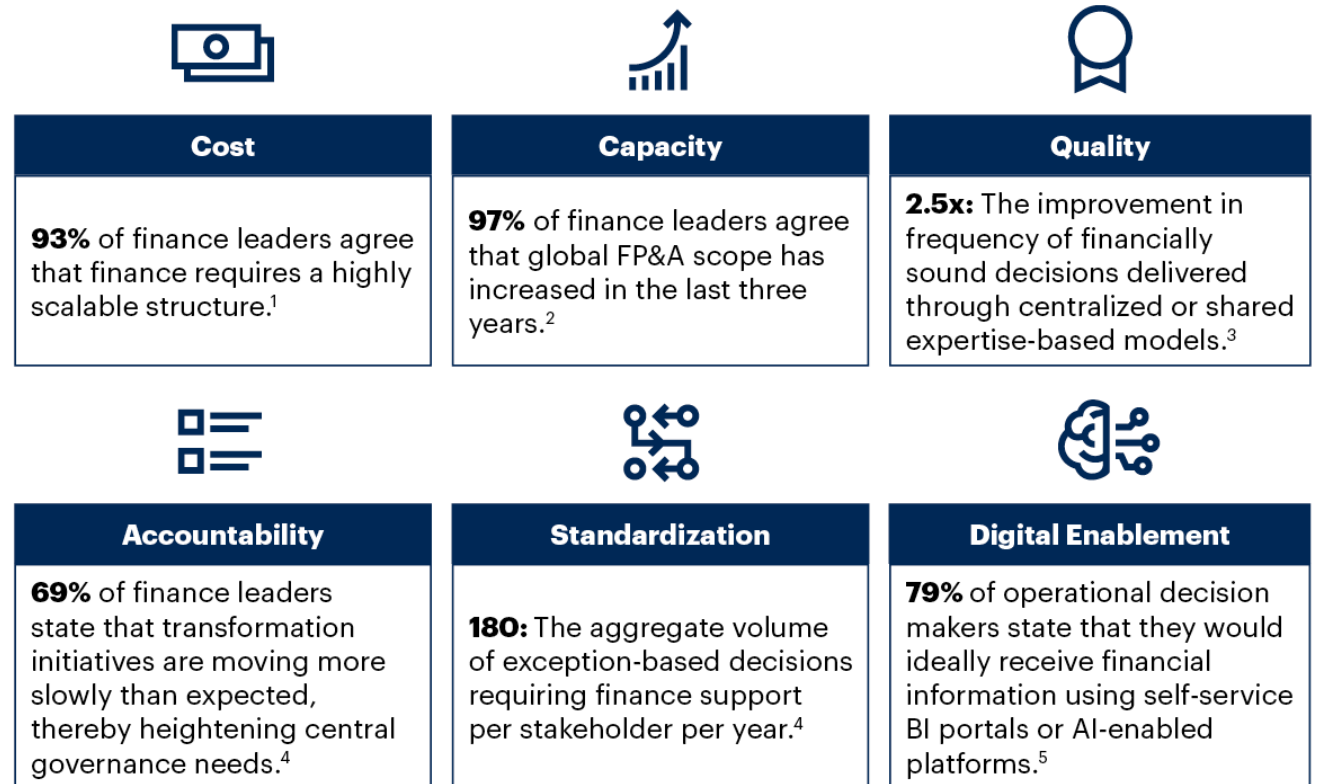 Cost
93% of finance leaders agree
that finance requires a highly
scalable structure.¹
Capacity
97% of finance leaders agree
that global FP&A scope has
increased in the last three
years.²
Quality
2.5x: The improvement in
frequency of financially
sound decisions delivered
through centralized or shared
expertise-based models.³
Accountability
69% of finance leaders
state that transformation
initiatives are moving more
slowly than expected,
thereby heightening central
governance needs.⁴
Standardization
180: The aggregate volume
of exception-based decisions
requiring finance support
per stakeholder per year.⁴
Digital Enablement
79% of operational decision
makers state that they would
ideally receive financial
information using self-service
BI portals or AI-enabled
platforms.⁵